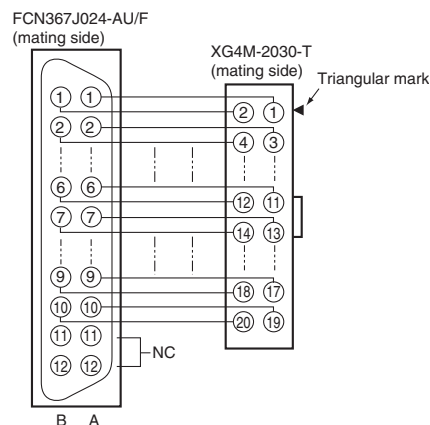 FCN367J024-AU/F
(mating side)
XG4M-2030-T
(mating side)
Triangular mark
1 1
2 1
2 2
4 3
6 6
12 11
7 7
14 13
9 9
18 17
10 10
20 19
11 11
NC
12 12
B A